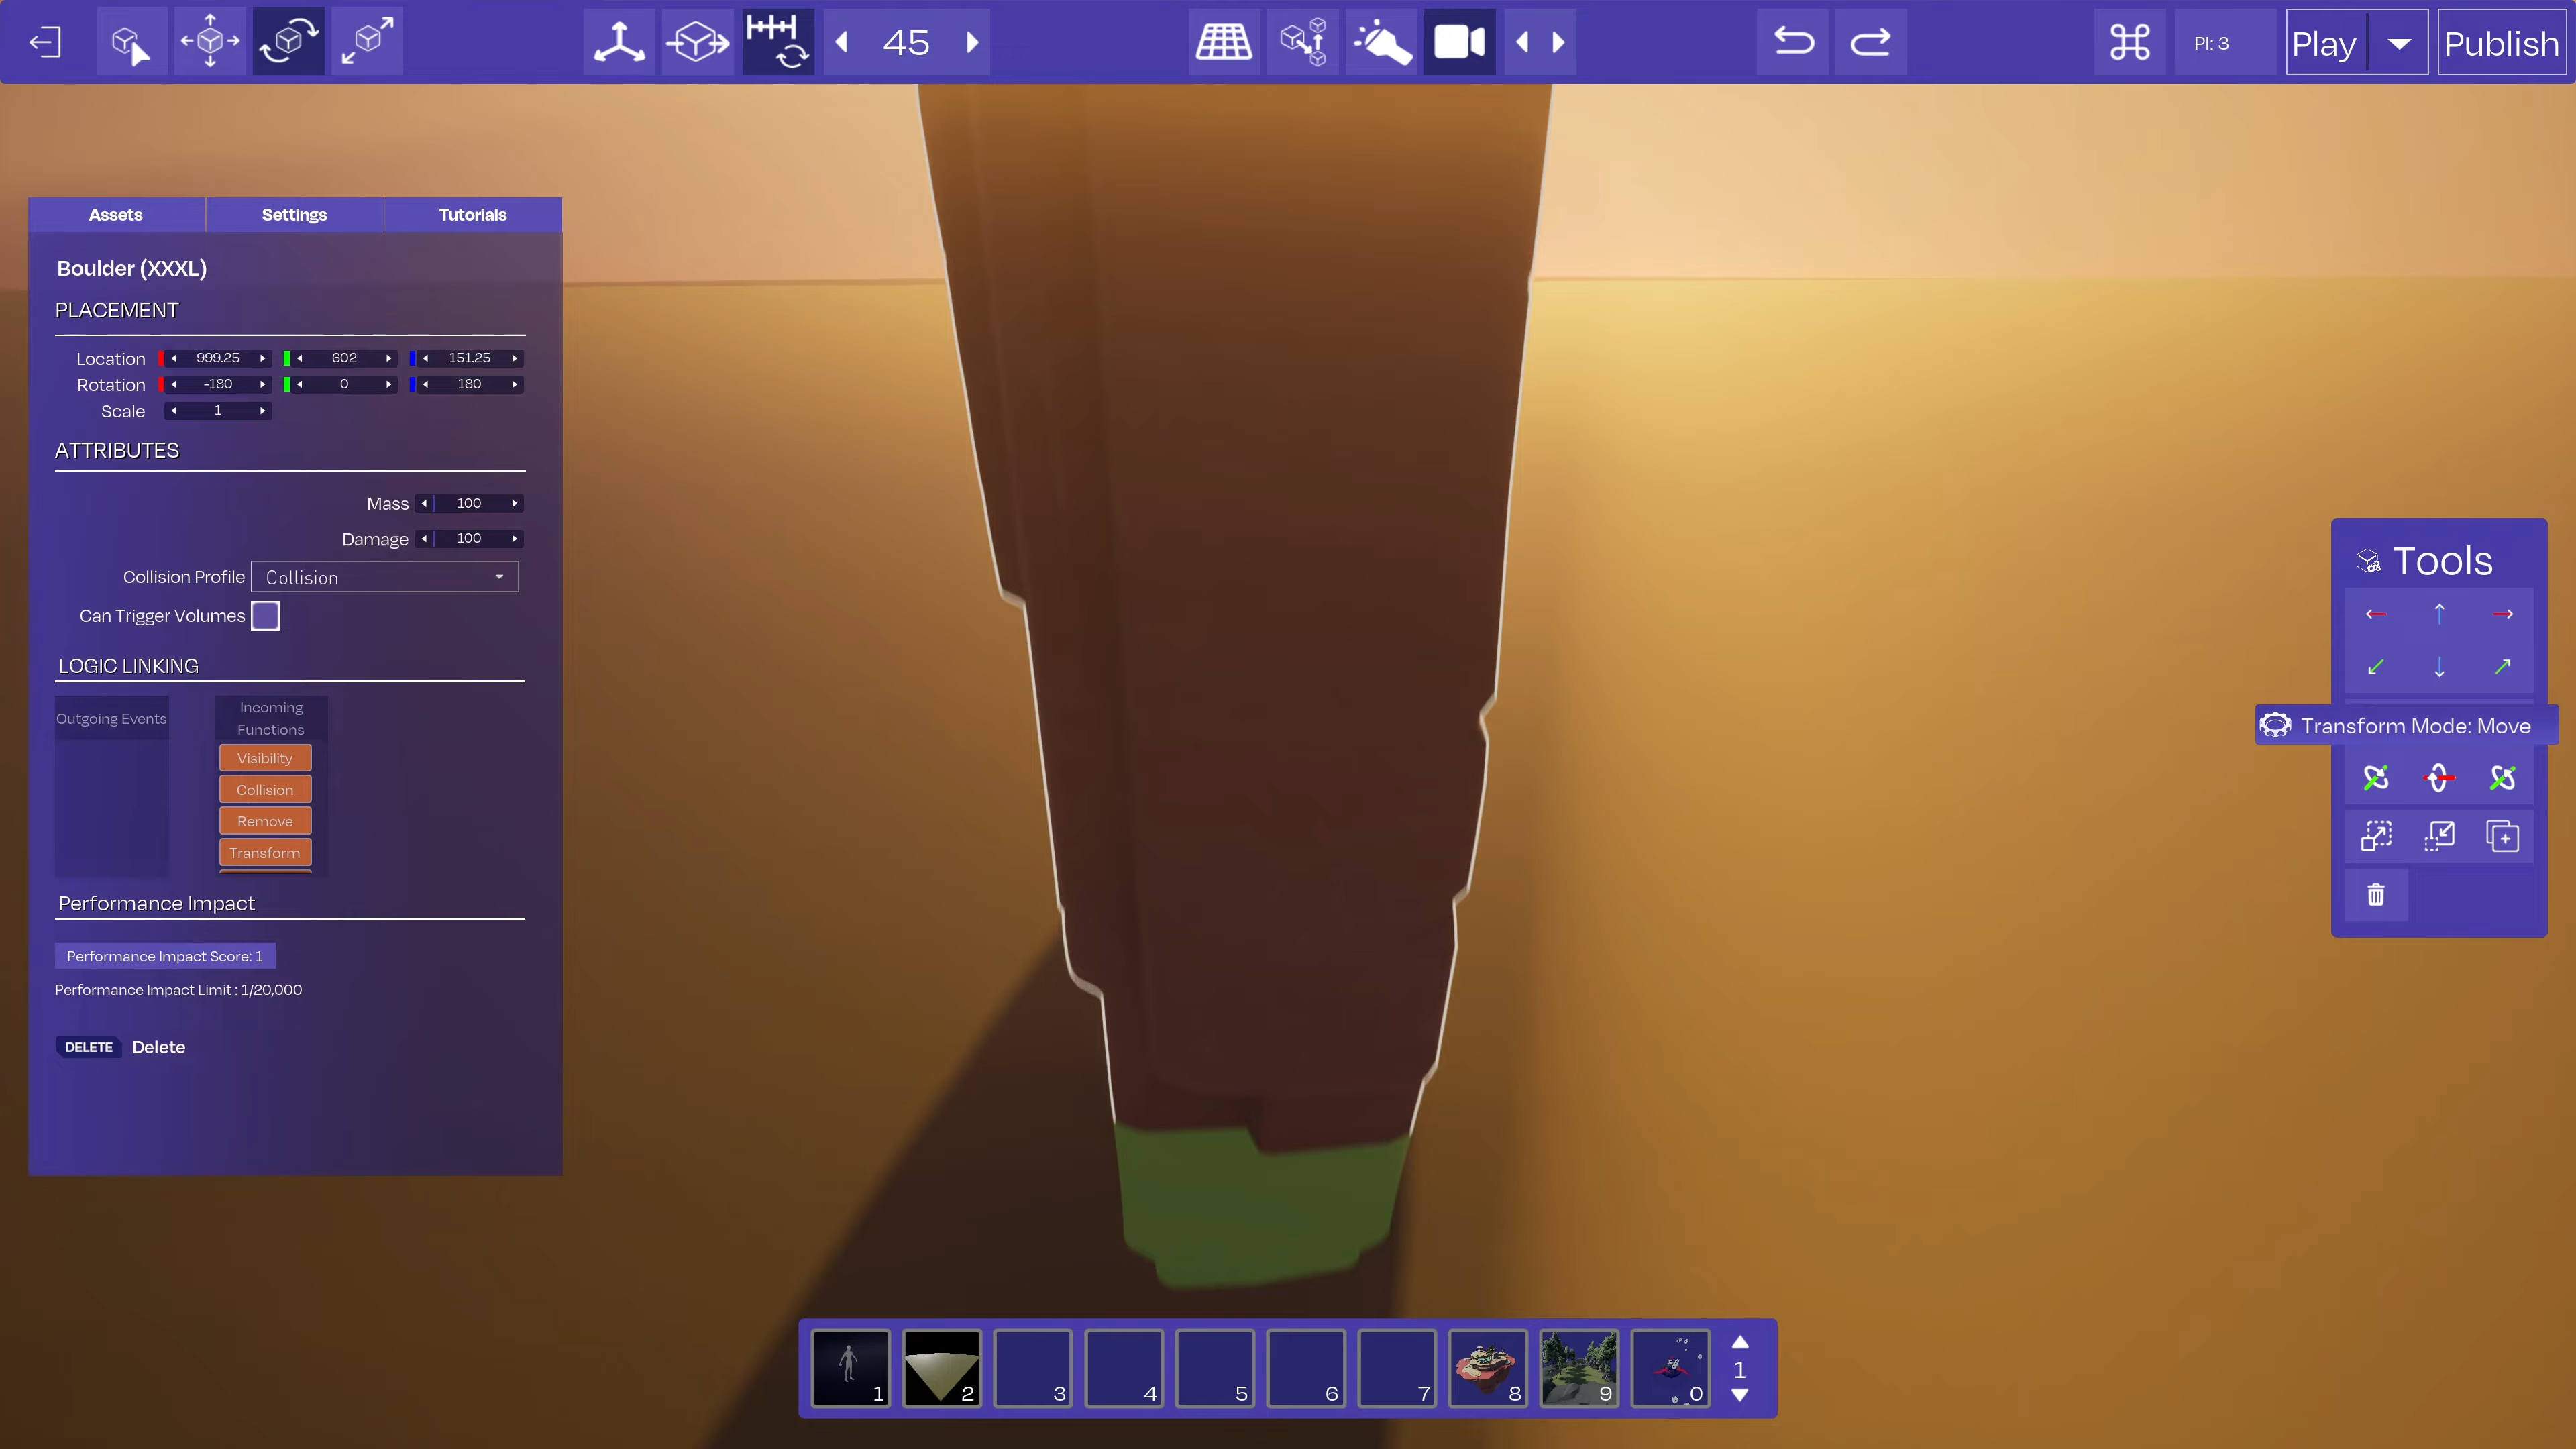 45
PI: 3
Play
Publish
Assets
Settings
Tutorials
Boulder (XXXL)
PLACEMENT
Location 999.25 602 151.25
Rotation -180 0 180
Scale 1
ATTRIBUTES
Mass 100
Damage 100
Collision Profile Collision
Can Trigger Volumes
LOGIC LINKING
Outgoing Events
Incoming
Functions
Visibility
Collision
Remove
Transform
Performance Impact
Performance Impact Score: 1
Performance Impact Limit : 1/20,000
DELETE Delete
Tools
Transform Mode: Move
1 2 3 4 5 6 7 8 9 0
1